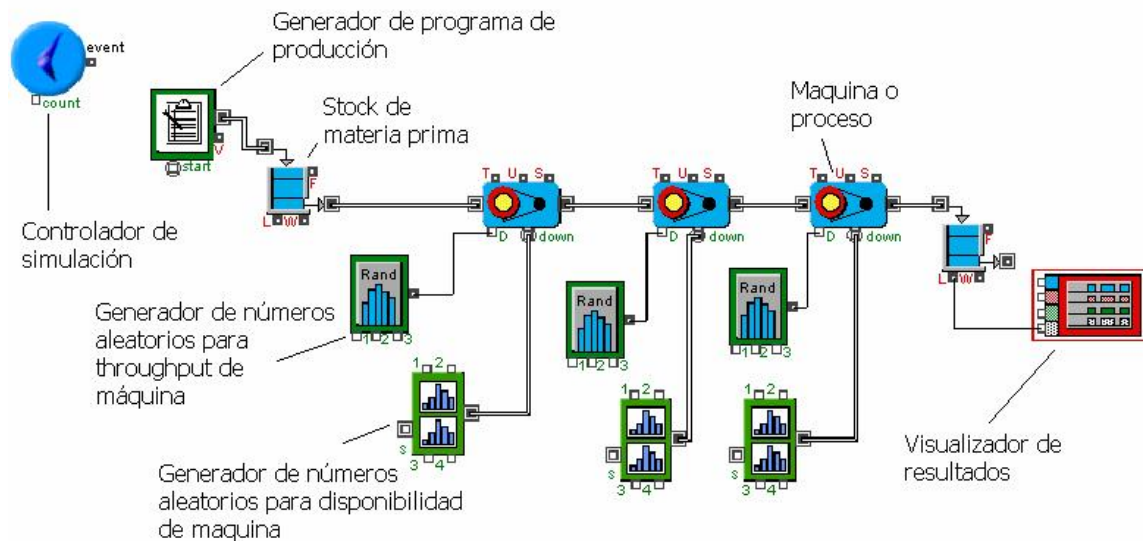 Generador de programa de
producción
event
count
Stock de
materia prima
V
start
F
L W
Maquina o
proceso
T U S
T U S
T U S
D down
D down
D down
Controlador de
simulación
F
L W
Rand
1 2 3
Rand
1 2 3
Rand
1 2 3
Generador de números
aleatorios para
throughput de
máquina
1 2
s
3 4
1 2
s
3 4
1 2
s
3 4
Visualizador de
resultados
Generador de números
aleatorios para disponibilidad
de maquina